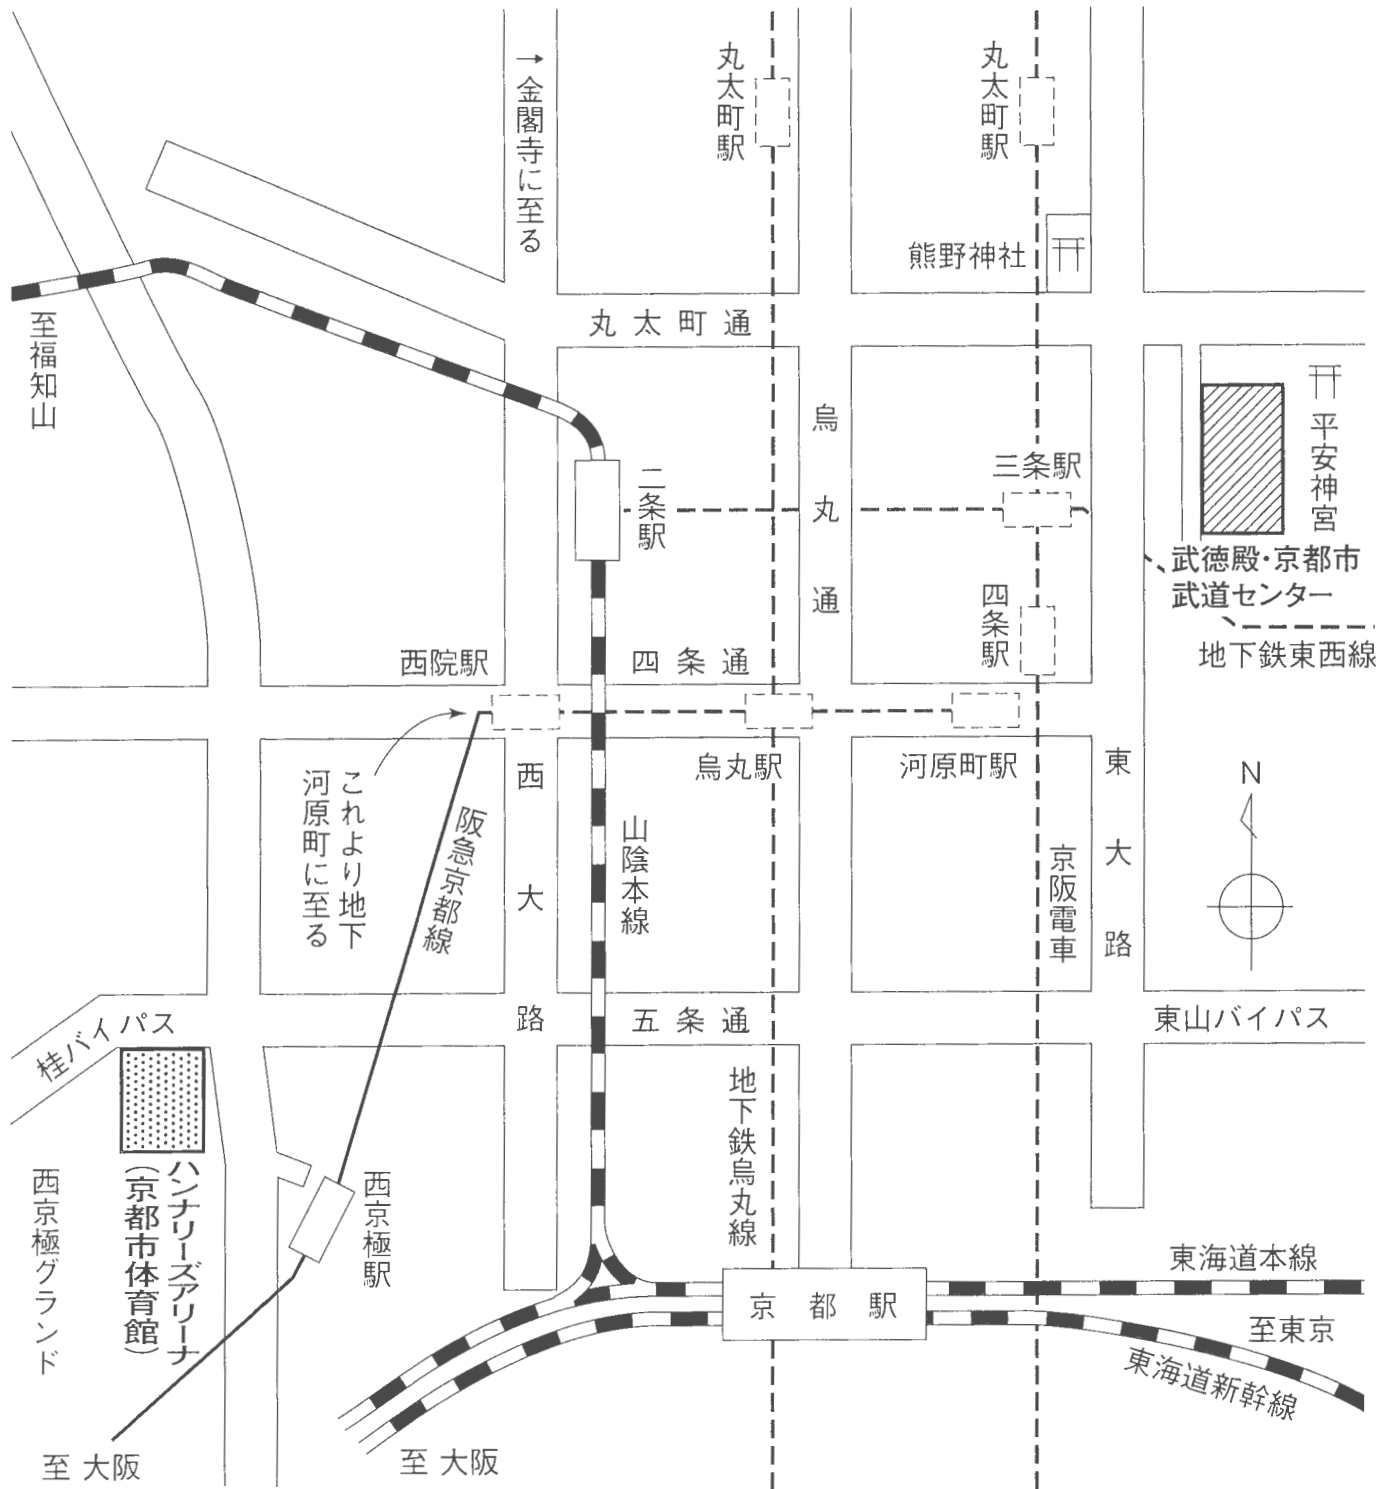 →金閣寺に至る
丸太町駅
丸太町駅
熊野神社
至福知山
丸太町通
烏丸通
平安神宮
三条駅
二条駅
武徳殿・京都市
武道センター
四条駅
地下鉄東西線
西院駅
四条通
烏丸駅
河原町駅
これより地下
河原町に至る
阪急京都線
西大路
山陰本線
東大路
京阪電車
N
桂バイパス
五条通
東山バイパス
地下鉄烏丸線
西京極グランド
ハンナリーズアリーナ
(京都市体育館)
西京極駅
東海道本線
京都駅
至東京
東海道新幹線
至大阪
至大阪